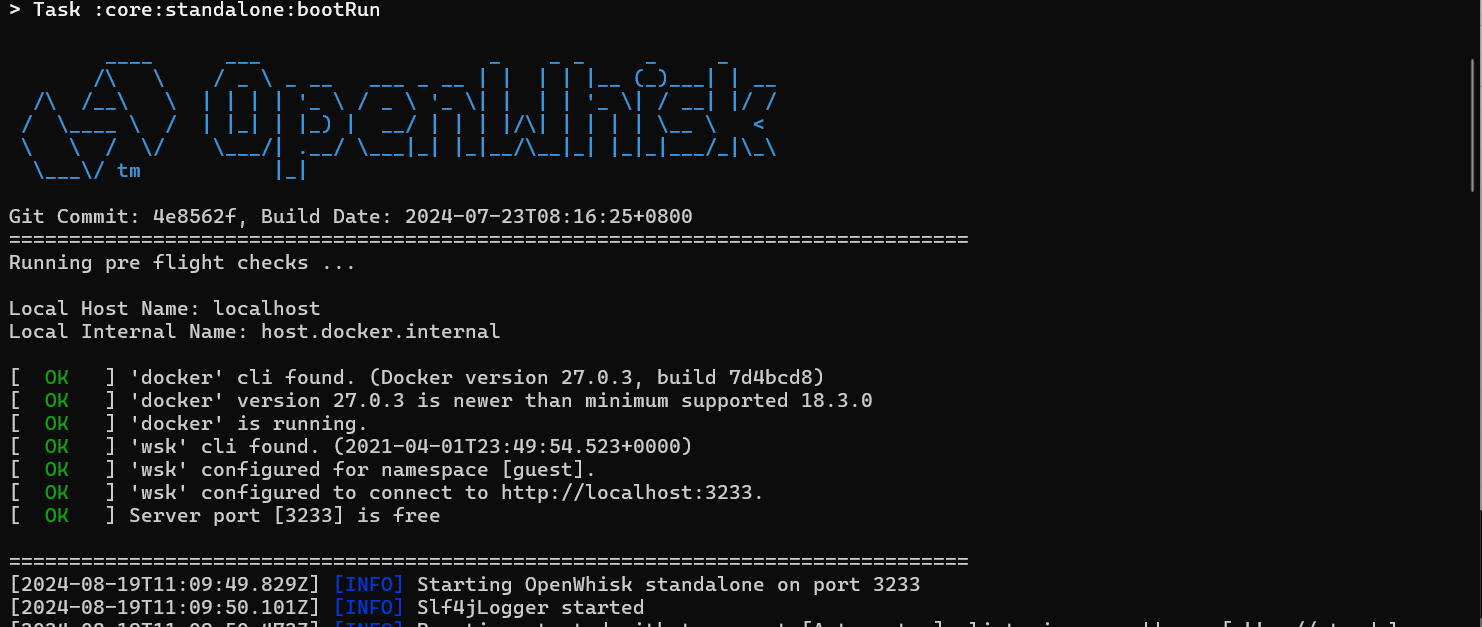 > Task :core:standalone:bootRun
OpenWhisk
tm
Git Commit: 4e8562f, Build Date: 2024-07-23T08:16:25+0800
================================================================================
Running pre flight checks ...
Local Host Name: localhost
Local Internal Name: host.docker.internal
[  OK   ] 'docker' cli found. (Docker version 27.0.3, build 7d4bcd8)
[  OK   ] 'docker' version 27.0.3 is newer than minimum supported 18.3.0
[  OK   ] 'docker' is running.
[  OK   ] 'wsk' cli found. (2021-04-01T23:49:54.523+0000)
[  OK   ] 'wsk' configured for namespace [guest].
[  OK   ] 'wsk' configured to connect to http://localhost:3233.
[  OK   ] Server port [3233] is free
================================================================================
[2024-08-19T11:09:49.829Z] [INFO] Starting OpenWhisk standalone on port 3233
[2024-08-19T11:09:50.101Z] [INFO] Slf4jLogger started